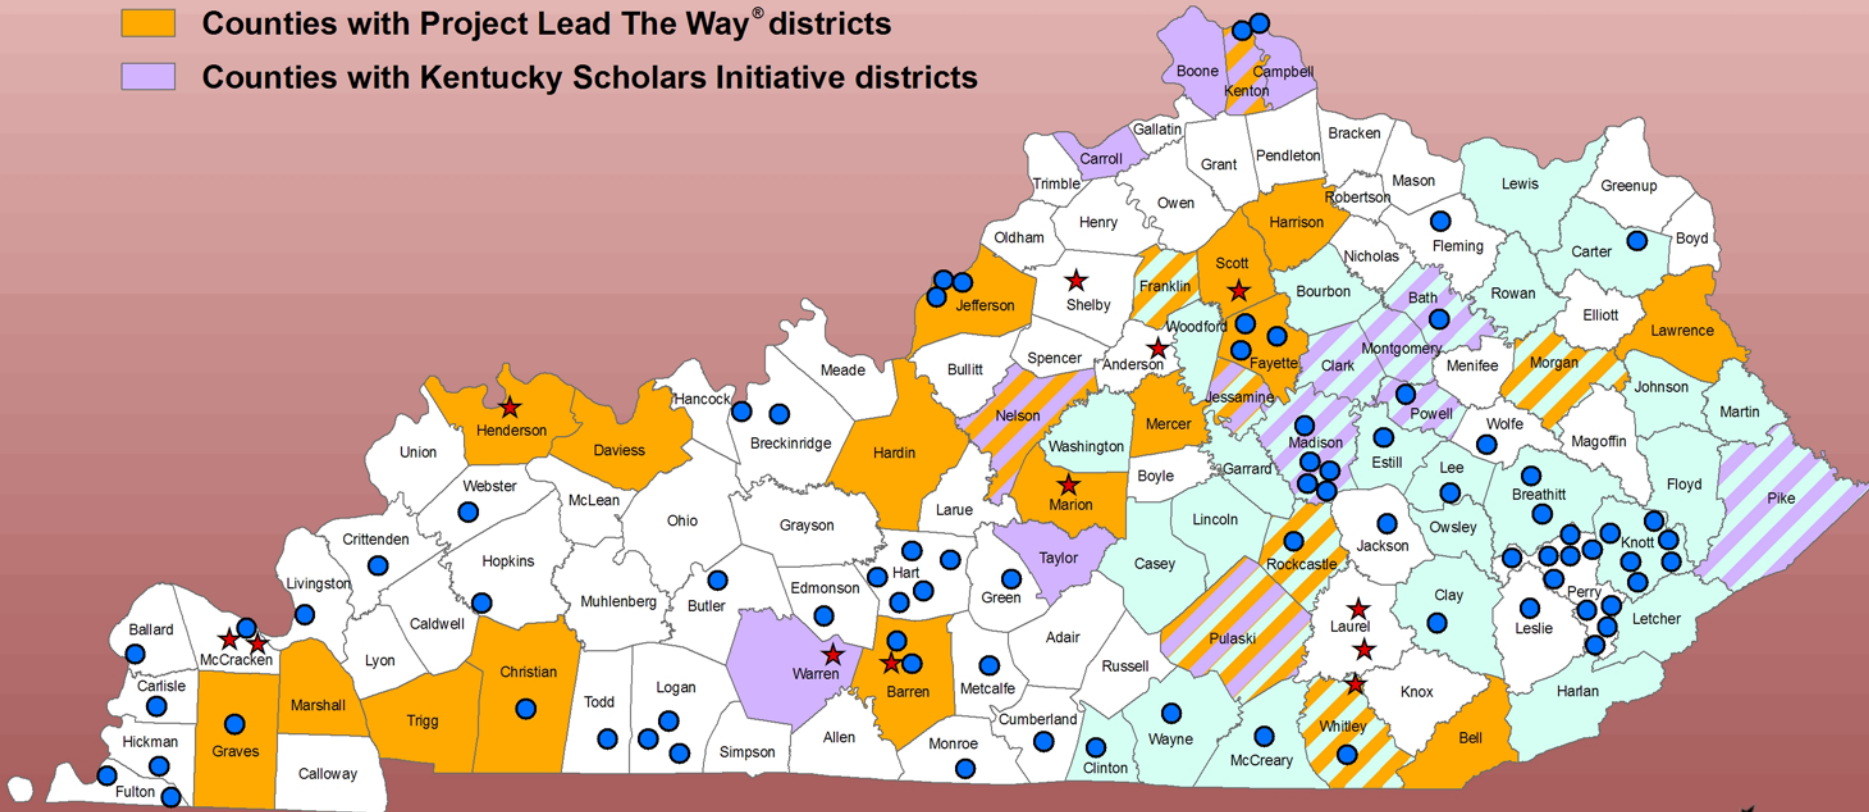 Counties with Project Lead The Way® districts
Counties with Kentucky Scholars Initiative districts
Boone
Campbell
Kenton
Gallatin
Bracken
Carroll
Grant
Pendleton
Mason
Lewis
Greenup
Trimble
Robertson
Owen
Henry
Harrison
Oldham
Fleming
Boyd
Carter
Nicholas
Scott
Franklin
Bourbon
Rowan
Bath
Jefferson
Shelby
Elliott
Woodford
Lawrence
Montgomery
Spencer
Anderson
Fayette
Clark
Menifee
Morgan
Bullitt
Meade
Johnson
Hancock
Jessamine
Powell
Martin
Nelson
Mercer
Wolfe
Henderson
Breckinridge
Washington
Madison
Magoffin
Union
Daviess
Hardin
Estill
Garrard
Lee
Boyle
Webster
Floyd
Breathitt
Pike
McLean
Marion
Larue
Ohio
Lincoln
Grayson
Owsley
Crittenden
Jackson
Knott
Taylor
Hopkins
Casey
Rockcastle
Hart
Livingston
Edmonson
Perry
Green
Clay
Muhlenberg
Butler
Letcher
Caldwell
Laurel
Leslie
Ballard
Adair
Pulaski
McCracken
Lyon
Russell
Christian
Warren
Carlisle
Logan
Metcalfe
Barren
Knox
Harlan
Todd
Marshall
Trigg
Cumberland
Whitley
Hickman
Allen
Wayne
Bell
Monroe
Graves
Simpson
McCreary
Clinton
Calloway
Fulton